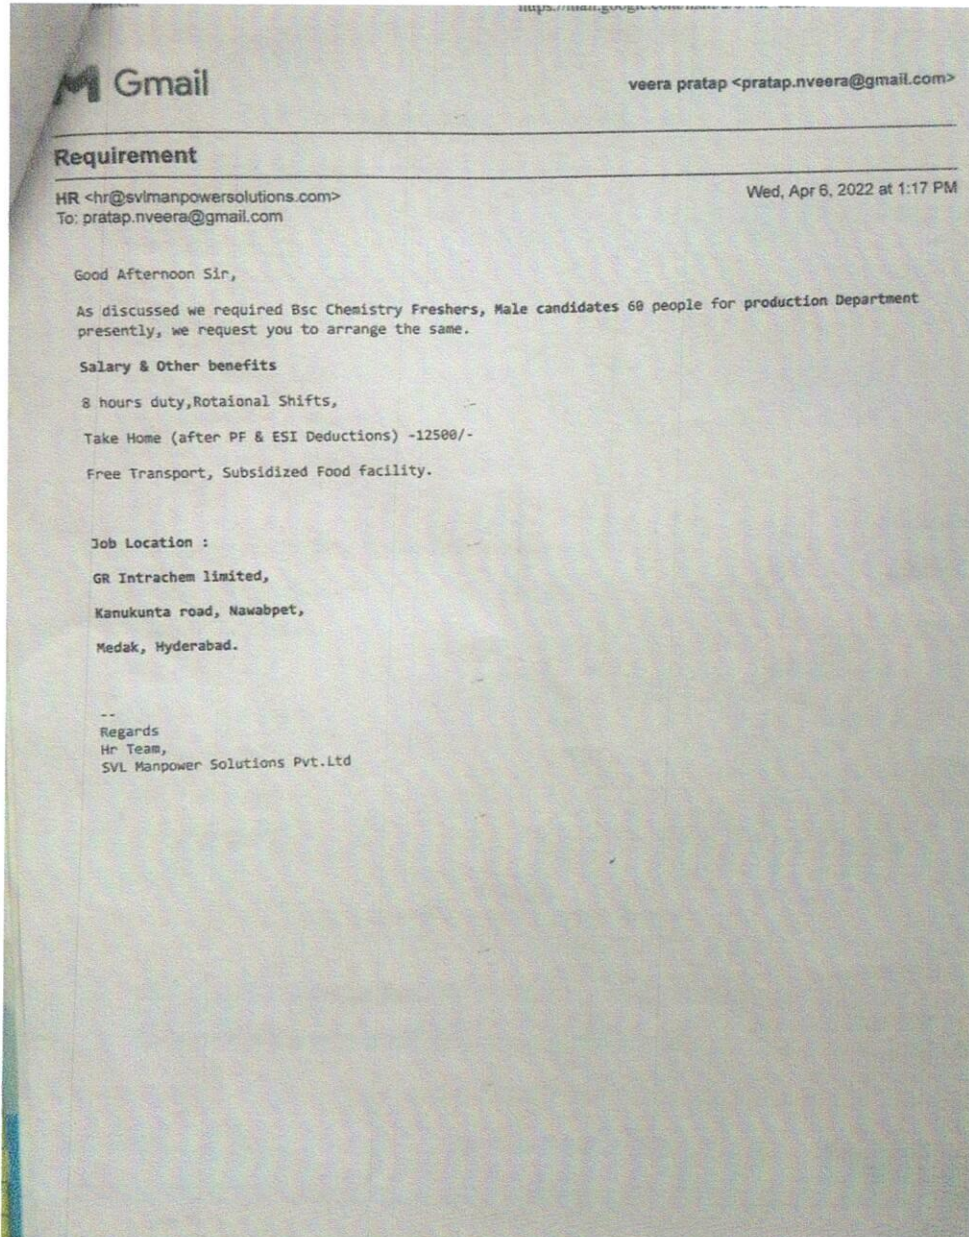 Gmail
veera pratap <pratap.nveera@gmail.com>
Requirement
HR <hr@svlmanpowersolutions.com>
Wed, Apr 6, 2022 at 1:17 PM
To: pratap.nveera@gmail.com
Good Afternoon Sir,
As discussed we required Bsc Chemistry Freshers, Male candidates 60 people for production Department
presently, we request you to arrange the same.
Salary & Other benefits
8 hours duty,Rotaional Shifts,
Take Home (after PF & ESI Deductions) -12500/-
Free Transport, Subsidized Food facility.
Job Location :
GR Intrachem limited,
Kanukunta road, Nawabpet,
Medak, Hyderabad.
--
Regards
Hr Team,
SVL Manpower Solutions Pvt.Ltd